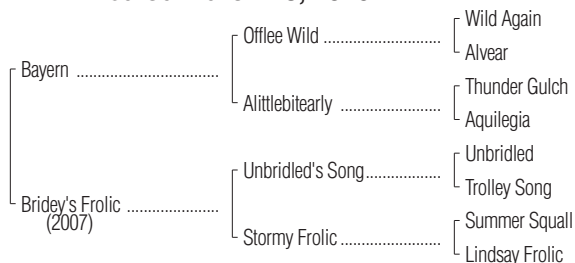 Wild Again
Offlee Wild ..............................
Alvear
Bayern .....................................
Thunder Gulch
Alittlebitearly ..........................
Aquilegia
Unbridled
Unbridled's Song...................
Trolley Song
Bridey's Frolic ........................
(2007)
Summer Squall
Stormy Frolic..........................
Lindsay Frolic